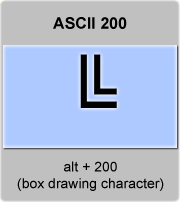 ASCII 200
╚
alt + 200
(box drawing character)